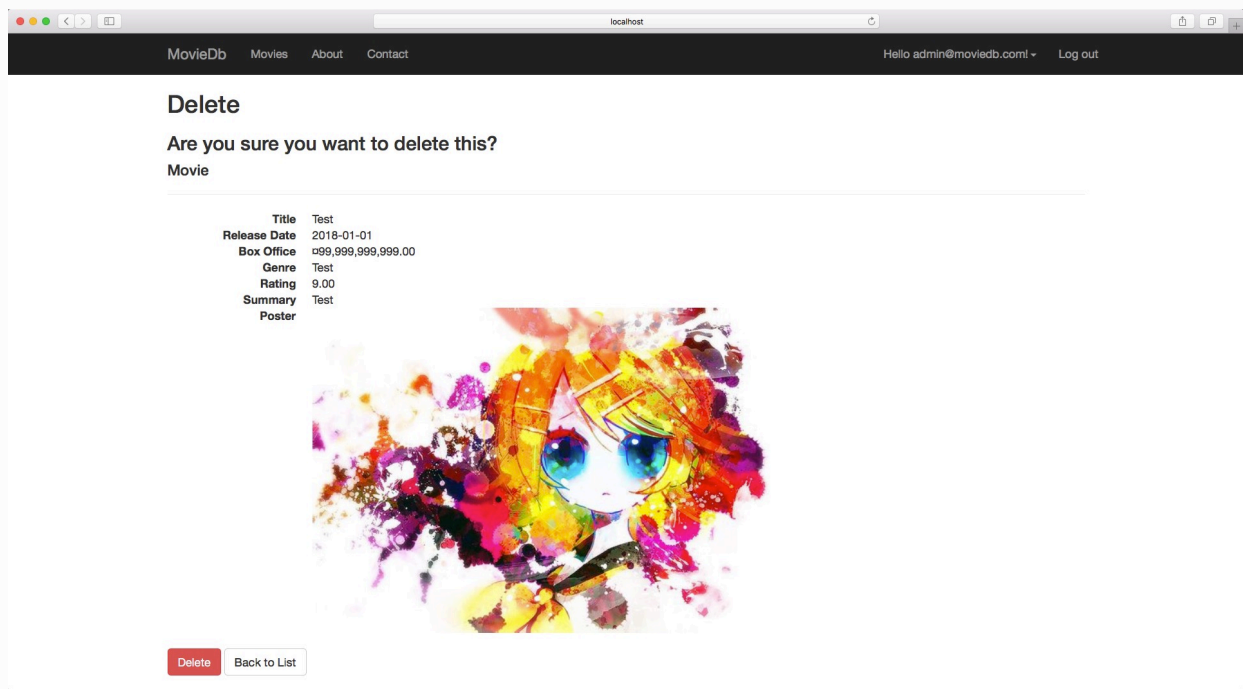 localhost
MovieDb Movies About Contact Hello admin@moviedb.com! Log out
Delete
Are you sure you want to delete this?
Movie
Title Test
Release Date 2018-01-01
Box Office ¤99,999,999,999.00
Genre Test
Rating 9.00
Summary Test
Poster
Delete Back to List